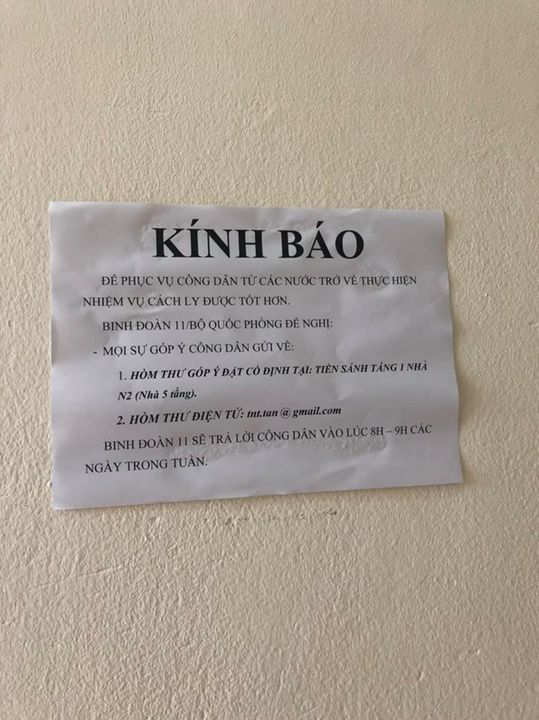 KÍNH BÁO
ĐỂ PHỤC VỤ CÔNG DÂN TỪ CÁC NƯỚC TRỞ VỀ THỰC HIỆN
NHIỆM VỤ CÁCH LY ĐƯỢC TỐT HƠN.
BINH ĐOÀN 11/BỘ QUỐC PHÒNG ĐỀ NGHỊ:
- MỌI SỰ GÓP Ý CÔNG DÂN GỬI VỀ:
1. HÒM THƯ GÓP Ý ĐẶT CỐ ĐỊNH TẠI: TIỀN SẢNH TẦNG 1 NHÀ
N2 (Nhà 5 tầng).
2. HÒM THƯ ĐIỆN TỬ: tnt.tan @ gmail.com
BINH ĐOÀN 11 SẼ TRẢ LỜI CÔNG DÂN VÀO LÚC 8H – 9H CÁC
NGÀY TRONG TUẦN.